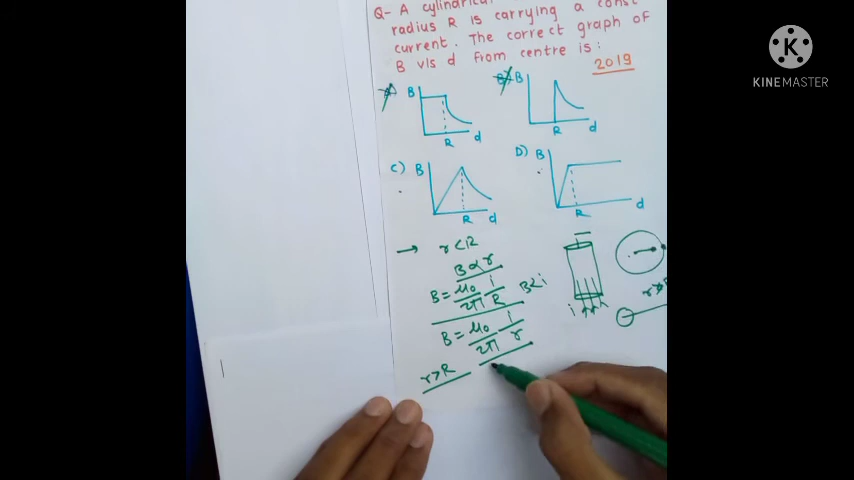 Q- A cylindrical
radius R is carrying a const
current. The correct graph of
B v/s d from centre is:
2019
A) B R d
B) B R d
C) B R d
D) B R d
→ r<R
B∝r
B = μ0/2π i/R B∝i
B = μ0/2π i/r
r>R
i
K
KINEMASTER